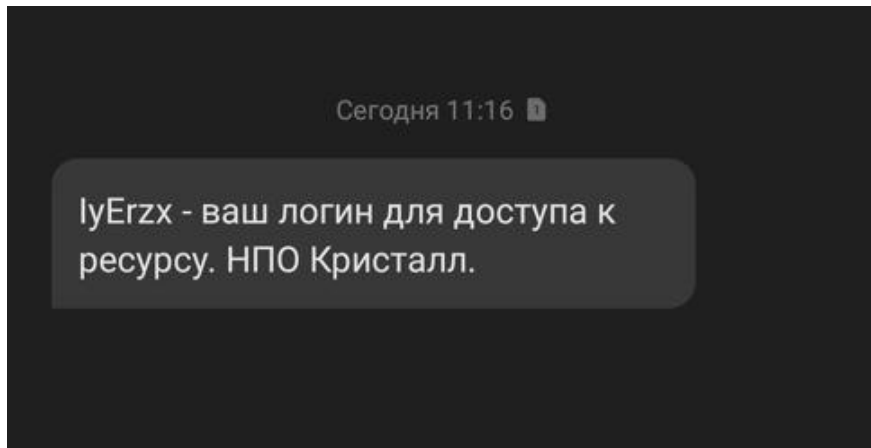 Сегодня 11:16
lyErzx - ваш логин для доступа к
ресурсу. НПО Кристалл.